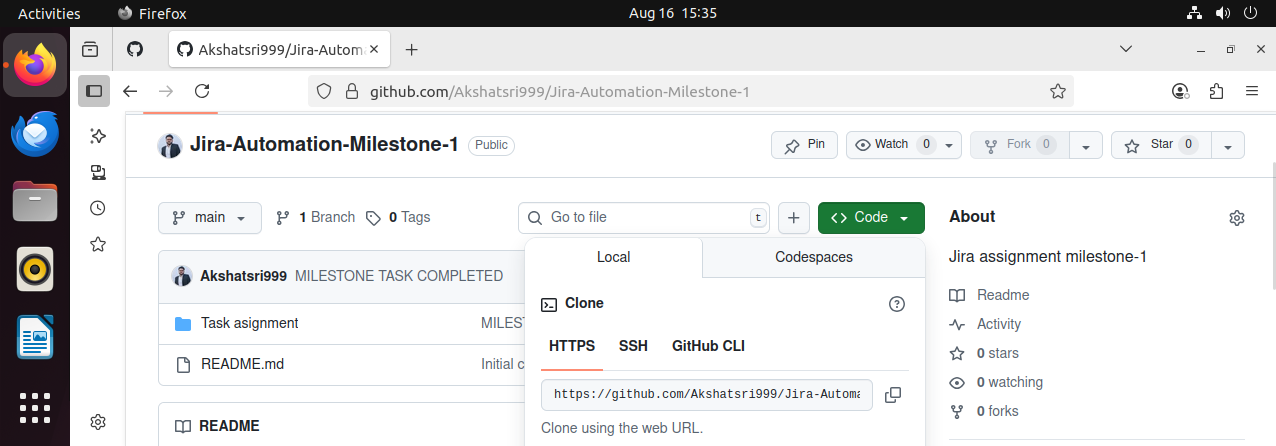 Activities Firefox Aug 16 15:35
Akshatsri999/Jira-Autom
github.com/Akshatsri999/Jira-Automation-Milestone-1
Jira-Automation-Milestone-1 Public Pin Watch 0 Fork 0 Star 0
main 1 Branch 0 Tags Go to file t Code About
Local Codespaces
Jira assignment milestone-1
Akshatsri999 MILESTONE TASK COMPLETED
Clone
Readme
Task asignment MILEST
Activity
HTTPS SSH GitHub CLI
0 stars
README.md Initial c
0 watching
https://github.com/Akshatsri999/Jira-Automa
0 forks
README
Clone using the web URL.